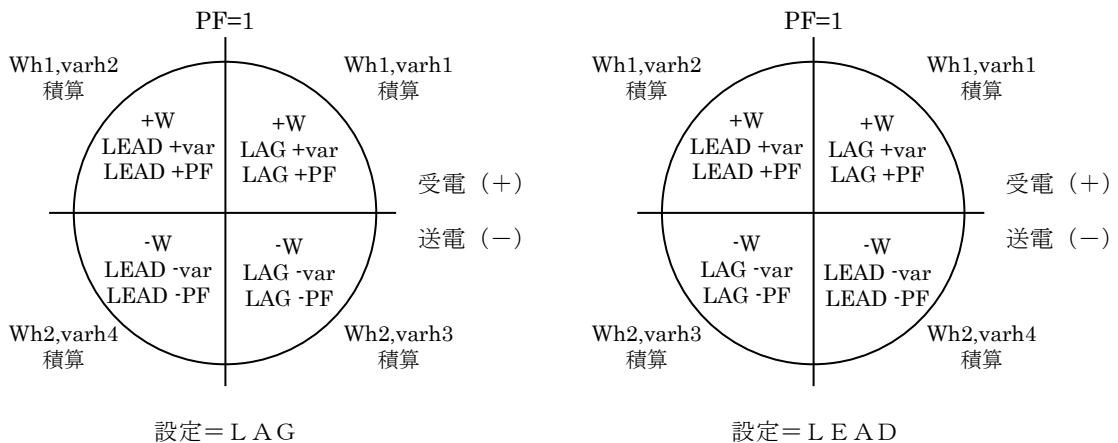 PF=1
Wh1,varh2
積算
Wh1,varh1
積算
+W
LEAD +var
LEAD +PF
+W
LAG +var
LAG +PF
受電（＋）
送電（－）
-W
LEAD -var
LEAD -PF
-W
LAG -var
LAG -PF
Wh2,varh4
積算
Wh2,varh3
積算
設定＝ＬＡＧ
PF=1
Wh1,varh2
積算
Wh1,varh1
積算
+W
LEAD +var
LEAD +PF
+W
LAG +var
LAG +PF
受電（＋）
送電（－）
-W
LAG -var
LAG -PF
-W
LEAD -var
LEAD -PF
Wh2,varh3
積算
Wh2,varh4
積算
設定＝ＬＥＡＤ